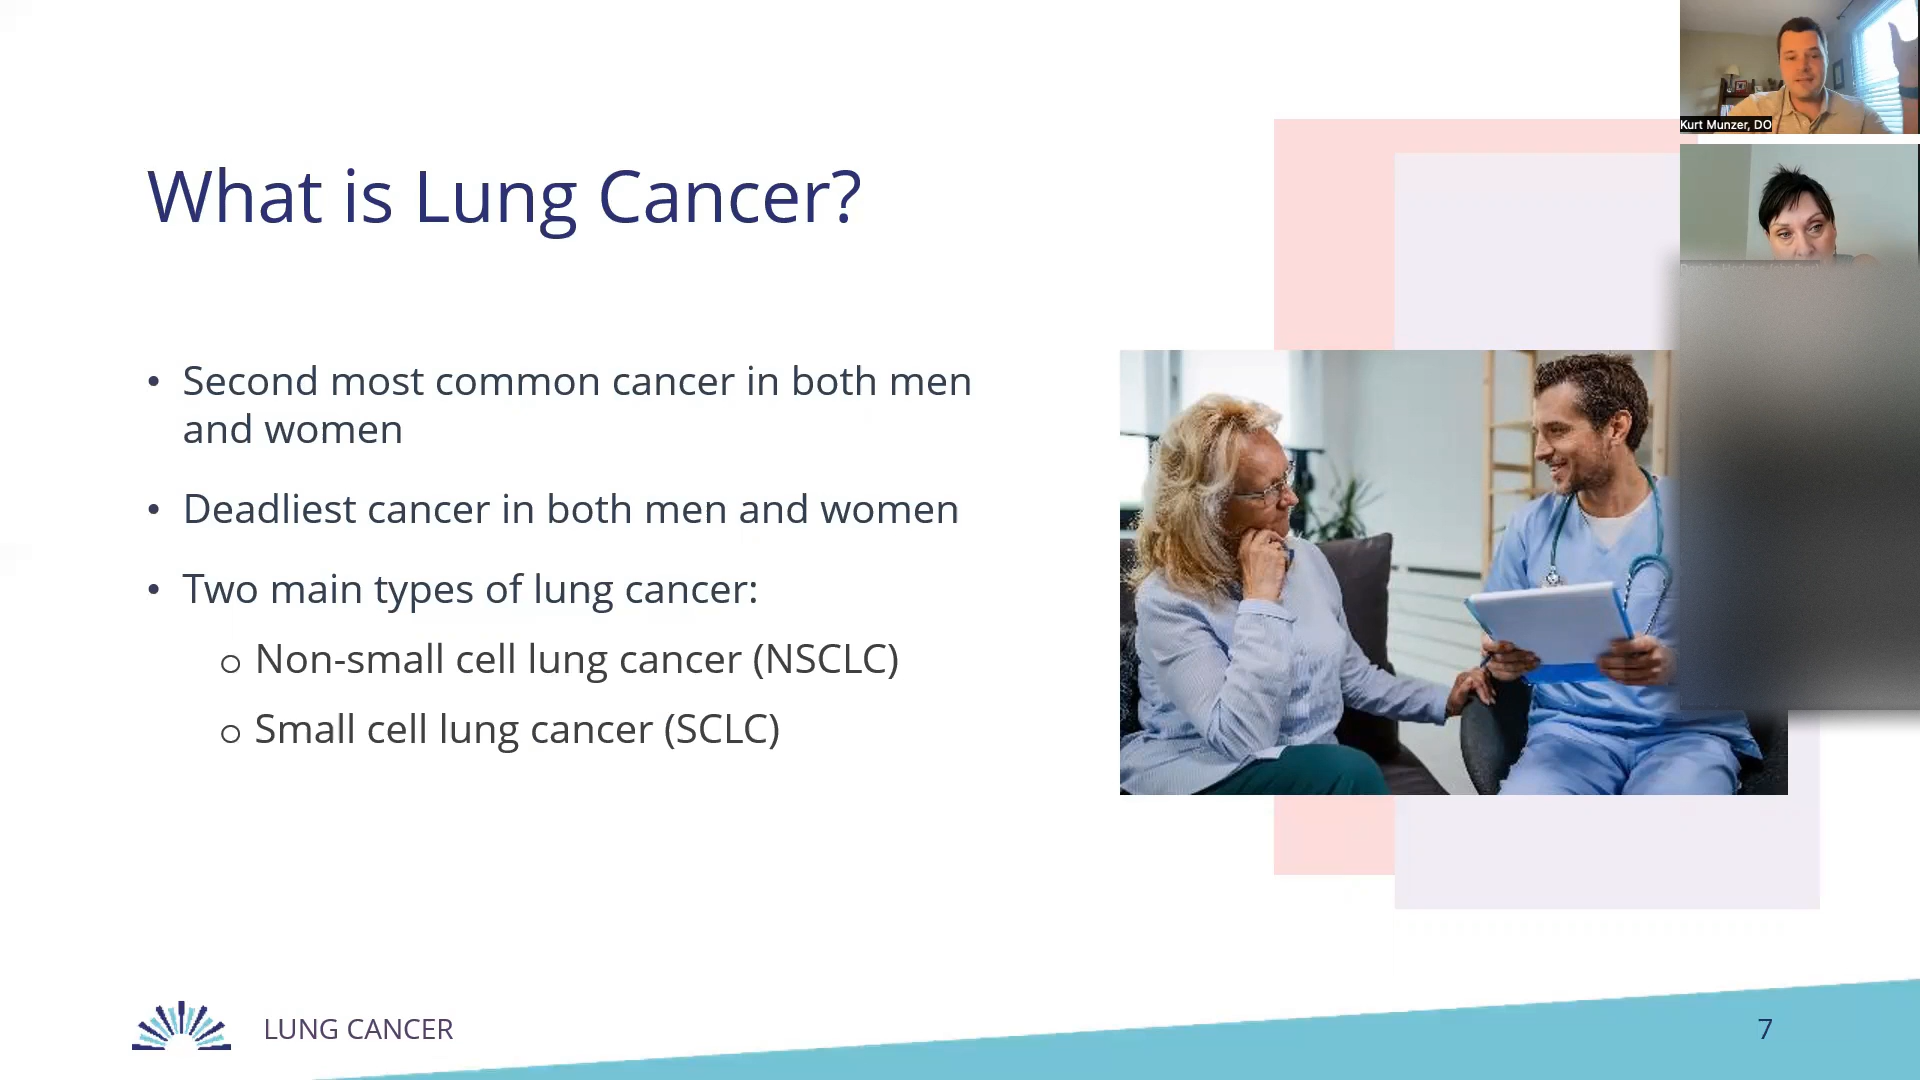 Kurt Munzer, DO
What is Lung Cancer?
• Second most common cancer in both men
and women
• Deadliest cancer in both men and women
• Two main types of lung cancer:
o Non-small cell lung cancer (NSCLC)
o Small cell lung cancer (SCLC)
LUNG CANCER
7